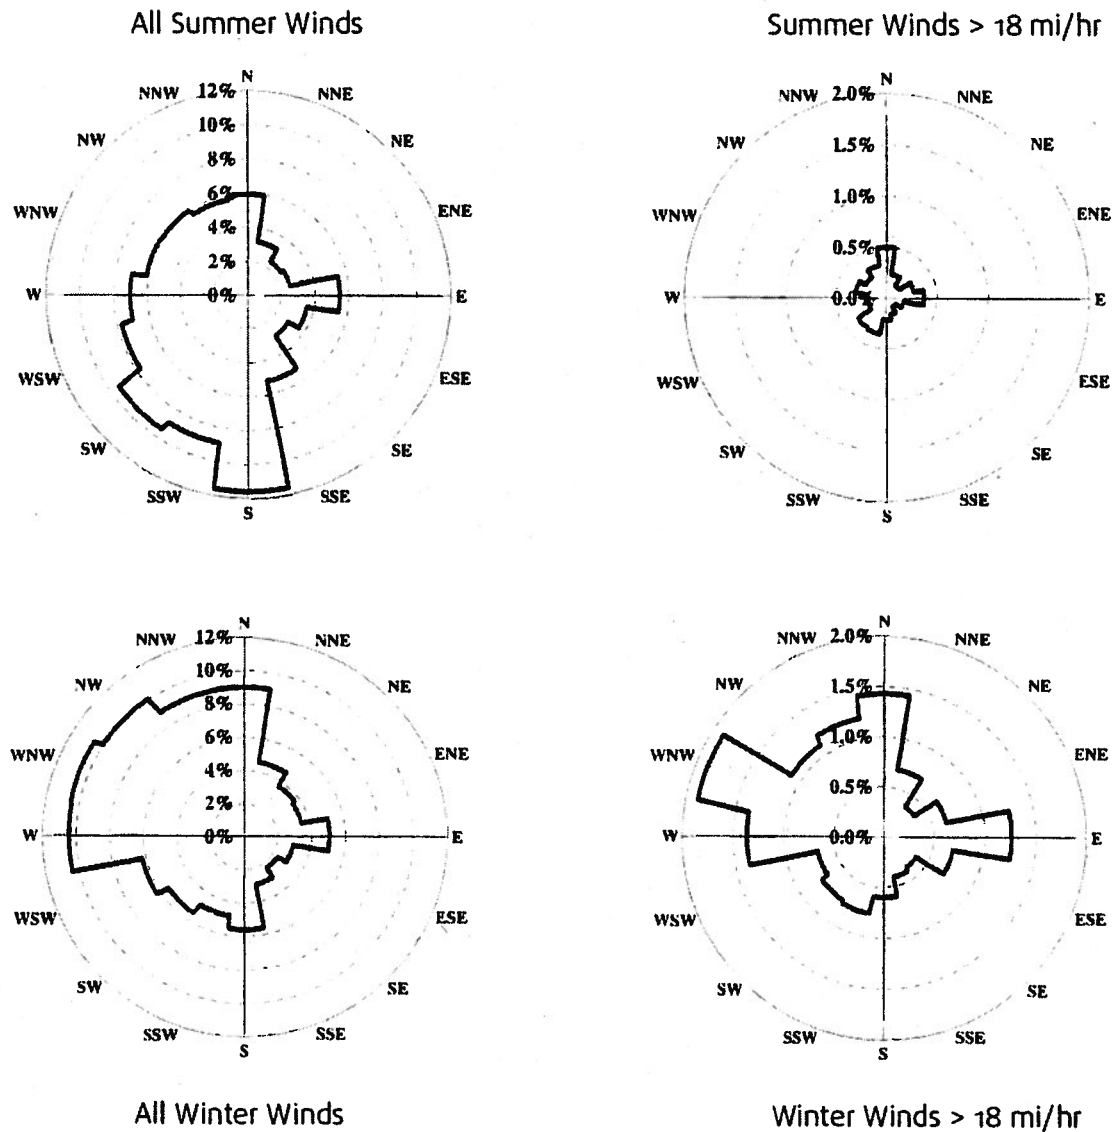 All Summer Winds
N
NNW 12% NNE
10%
NW NE
8%
6%
WNW ENE
4%
2%
W 0% E
WSW ESE
SW SE
SSW SSE
S
Summer Winds > 18 mi/hr
N
NNW 2.0% NNE
NW 1.5% NE
1.0%
WNW ENE
0.5%
W 0.0% E
WSW ESE
SW SE
SSW SSE
S
N
NNW 12% NNE
10%
NW NE
8%
6%
WNW ENE
4%
2%
W 0% E
WSW ESE
SW SE
SSW SSE
S
All Winter Winds
N
NNW 2.0% NNE
NW 1.5% NE
1.0%
WNW ENE
0.5%
W 0.0% E
WSW ESE
SW SE
SSW SSE
S
Winter Winds > 18 mi/hr